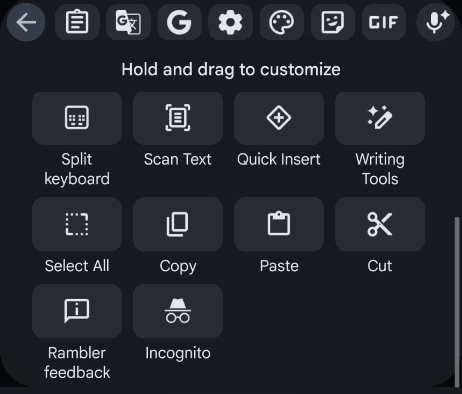 GIF
Hold and drag to customize
Split
keyboard
Scan Text
Quick Insert
Writing
Tools
Select All
Copy
Paste
Cut
Rambler
feedback
Incognito